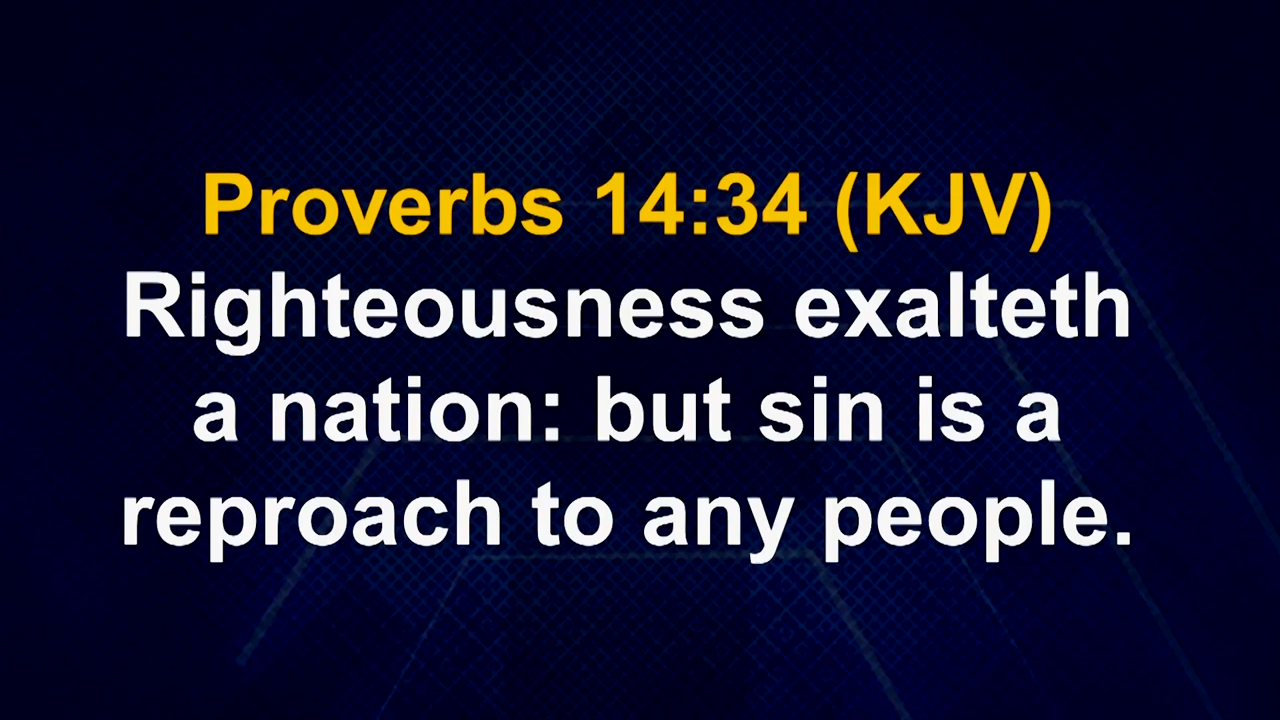 Proverbs 14:34 (KJV)
Righteousness exalteth
a nation: but sin is a
reproach to any people.